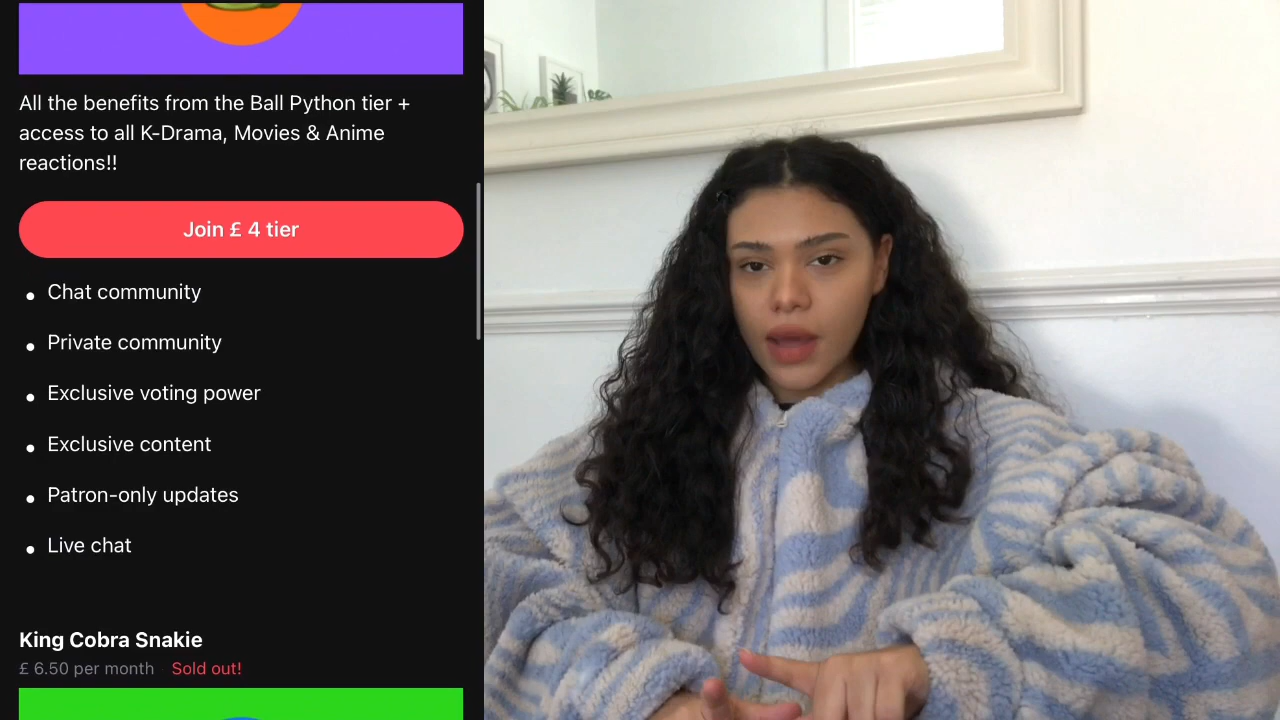 All the benefits from the Ball Python tier +
access to all K-Drama, Movies & Anime
reactions!!
Join £ 4 tier
Chat community
Private community
Exclusive voting power
Exclusive content
Patron-only updates
Live chat
King Cobra Snakie
£ 6.50 per month · Sold out!